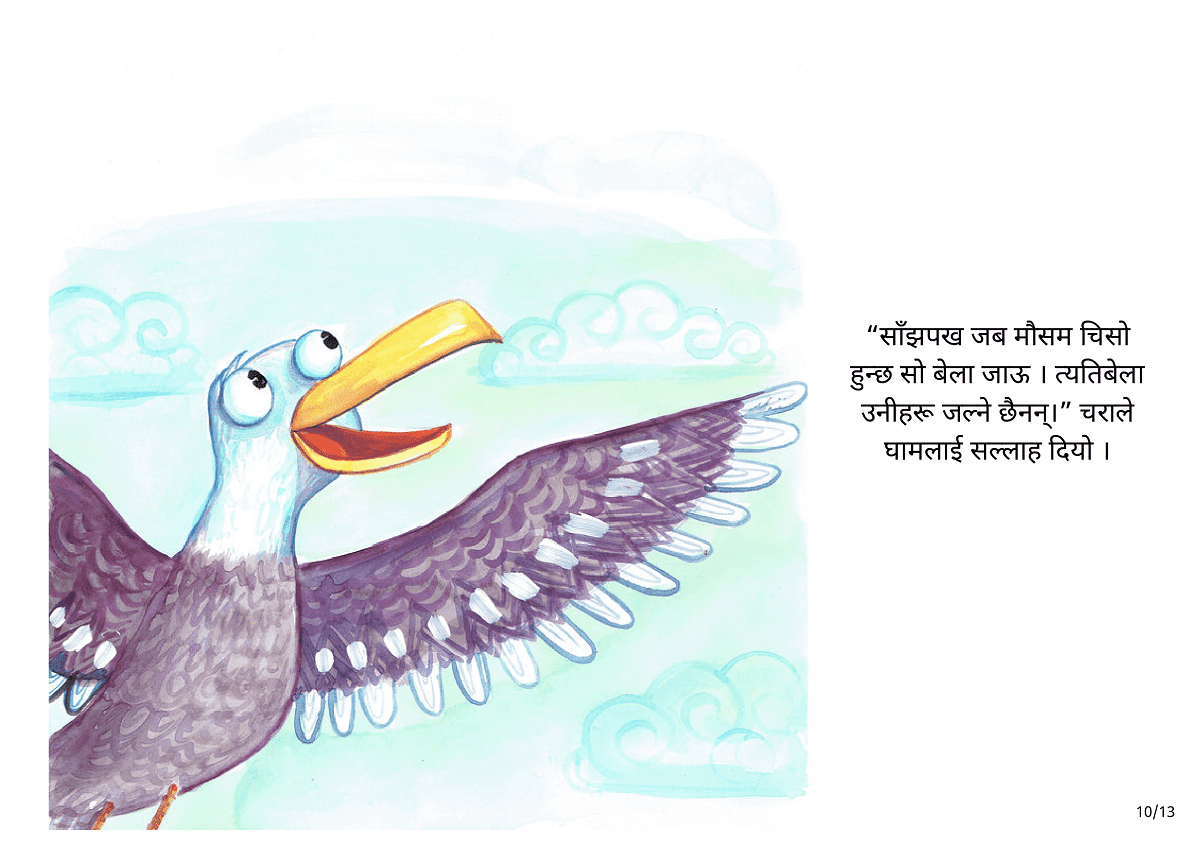 “साँझपख जब मौसम चिसो
हुन्छ सो बेला जाऊ । त्यतिबेला
उनीहरू जल्ने छैनन्।” चराले
घामलाई सल्लाह दियो ।
10/13